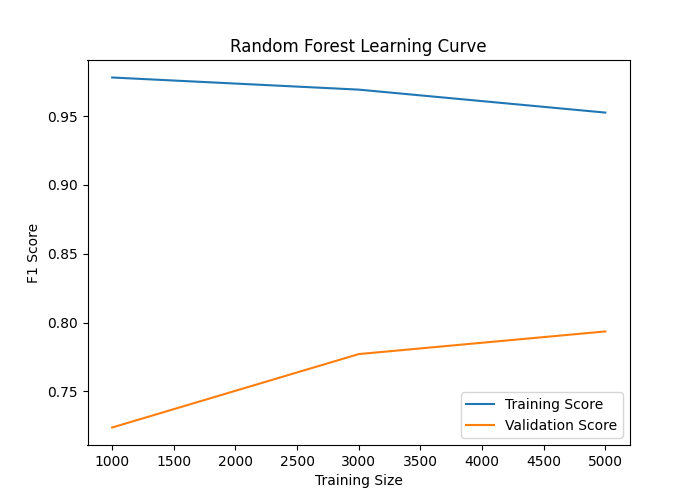 Random Forest Learning Curve
F1 Score
0.95
0.90
0.85
0.80
0.75
Training Score
Validation Score
1000 1500 2000 2500 3000 3500 4000 4500 5000
Training Size